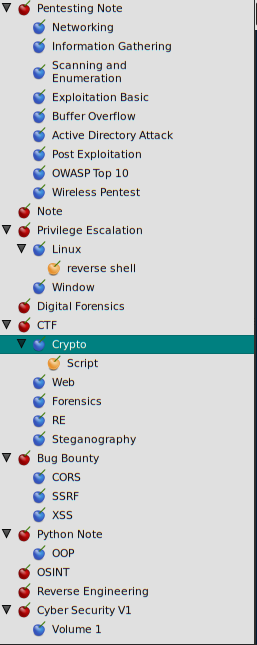 Pentesting Note
Networking
Information Gathering
Scanning and
Enumeration
Exploitation Basic
Buffer Overflow
Active Directory Attack
Post Exploitation
OWASP Top 10
Wireless Pentest
Note
Privilege Escalation
Linux
reverse shell
Window
Digital Forensics
CTF
Crypto
Script
Web
Forensics
RE
Steganography
Bug Bounty
CORS
SSRF
XSS
Python Note
OOP
OSINT
Reverse Engineering
Cyber Security V1
Volume 1